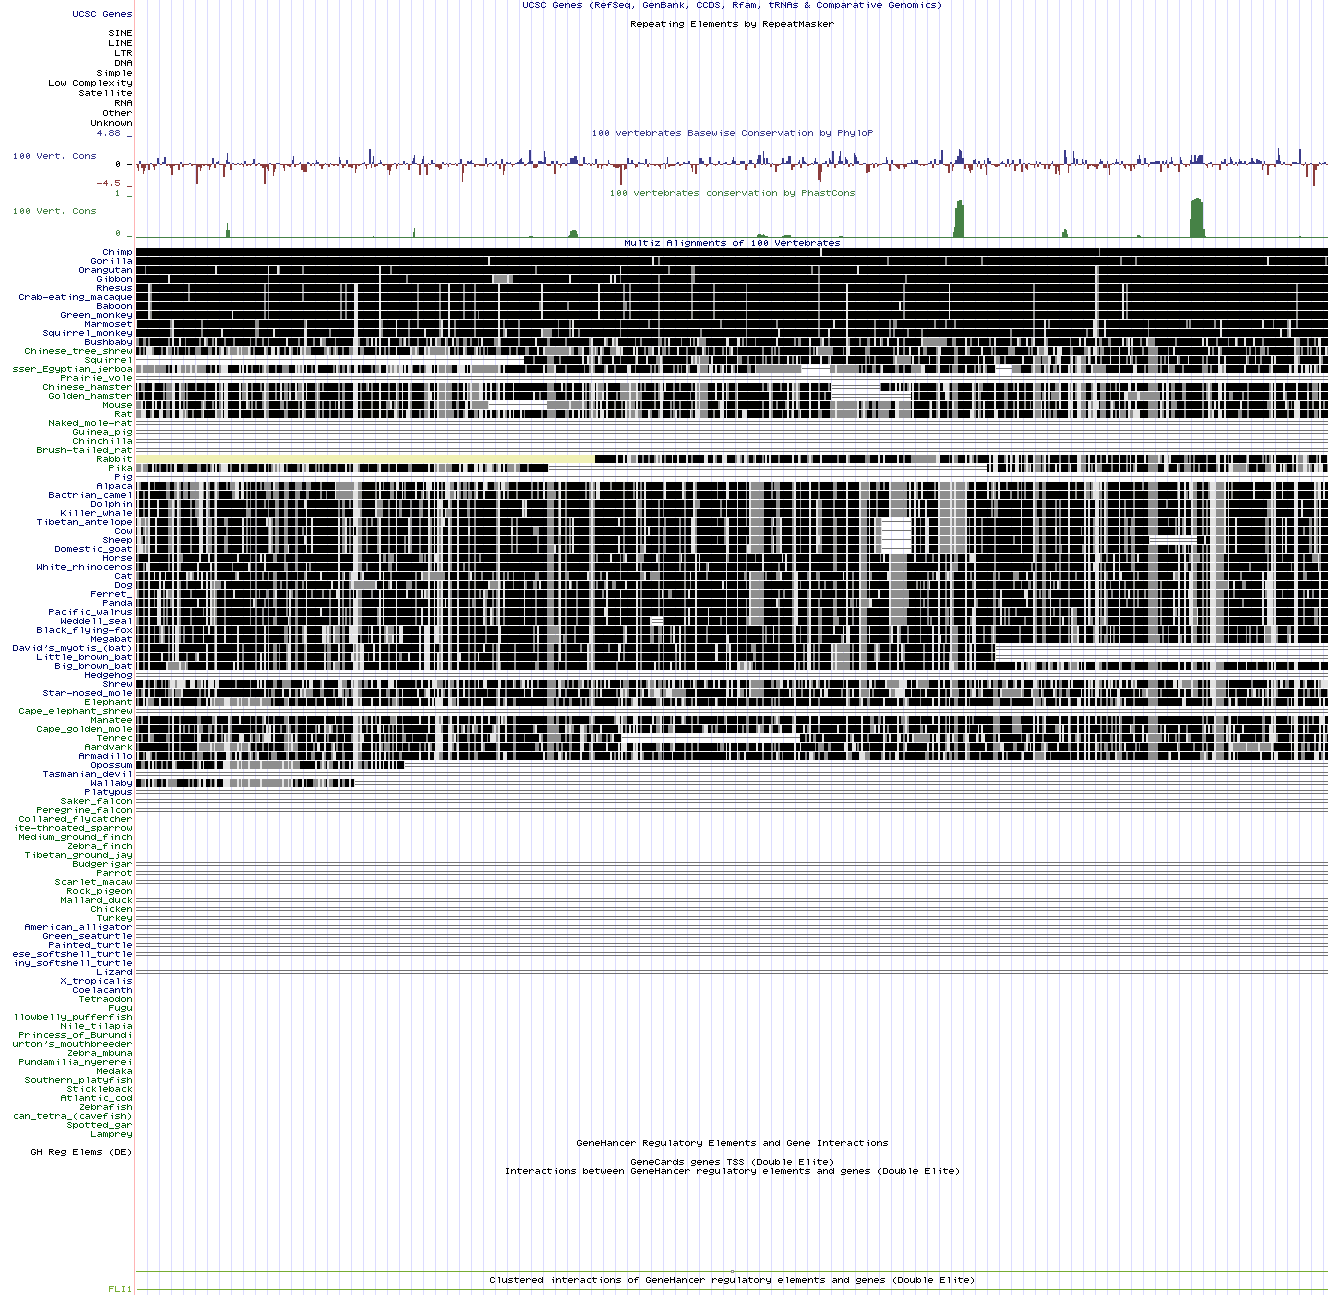 UCSC Genes (RefSeq, GenBank, CCDS, Rfam, tRNAs & Comparative Genomics)
UCSC Genes
Repeating Elements by RepeatMasker
SINE
LINE
LTR
DNA
Simple
Low Complexity
Satellite
RNA
Other
Unknown
4.88 _
100 vertebrates Basewise Conservation by PhyloP
100 Vert. Cons
0 _
-4.5 _
100 vertebrates conservation by PhastCons
1 _
100 Vert. Cons
0 _
Multiz Alignments of 100 Vertebrates
Chimp
Gorilla
Orangutan
Gibbon
Rhesus
Crab-eating_macaque
Baboon
Green_monkey
Marmoset
Squirrel_monkey
Bushbaby
Chinese_tree_shrew
Squirrel
sser_Egyptian_jerboa
Prairie_vole
Chinese_hamster
Golden_hamster
Mouse
Rat
Naked_mole-rat
Guinea_pig
Chinchilla
Brush-tailed_rat
Rabbit
Pika
Pig
Alpaca
Bactrian_camel
Dolphin
Killer_whale
Tibetan_antelope
Cow
Sheep
Domestic_goat
Horse
White_rhinoceros
Cat
Dog
Ferret_
Panda
Pacific_walrus
Weddell_seal
Black_flying-fox
Megabat
David's_myotis_(bat)
Little_brown_bat
Big_brown_bat
Hedgehog
Shrew
Star-nosed_mole
Elephant
Cape_elephant_shrew
Manatee
Cape_golden_mole
Tenrec
Aardvark
Armadillo
Opossum
Tasmanian_devil
Wallaby
Platypus
Saker_falcon
Peregrine_falcon
Collared_flycatcher
ite-throated_sparrow
Medium_ground_finch
Zebra_finch
Tibetan_ground_jay
Budgerigar
Parrot
Scarlet_macaw
Rock_pigeon
Mallard_duck
Chicken
Turkey
American_alligator
Green_seaturtle
Painted_turtle
ese_softshell_turtle
iny_softshell_turtle
Lizard
X_tropicalis
Coelacanth
Tetraodon
Fugu
llowbelly_pufferfish
Nile_tilapia
Princess_of_Burundi
urton's_mouthbreeder
Zebra_mbuna
Pundamilia_nyererei
Medaka
Southern_platyfish
Stickleback
Atlantic_cod
Zebrafish
can_tetra_(cavefish)
Spotted_gar
Lamprey
GeneHancer Regulatory Elements and Gene Interactions
GH Reg Elems (DE)
GeneCards genes TSS (Double Elite)
Interactions between GeneHancer regulatory elements and genes (Double Elite)
Clustered interactions of GeneHancer regulatory elements and genes (Double Elite)
FLI1